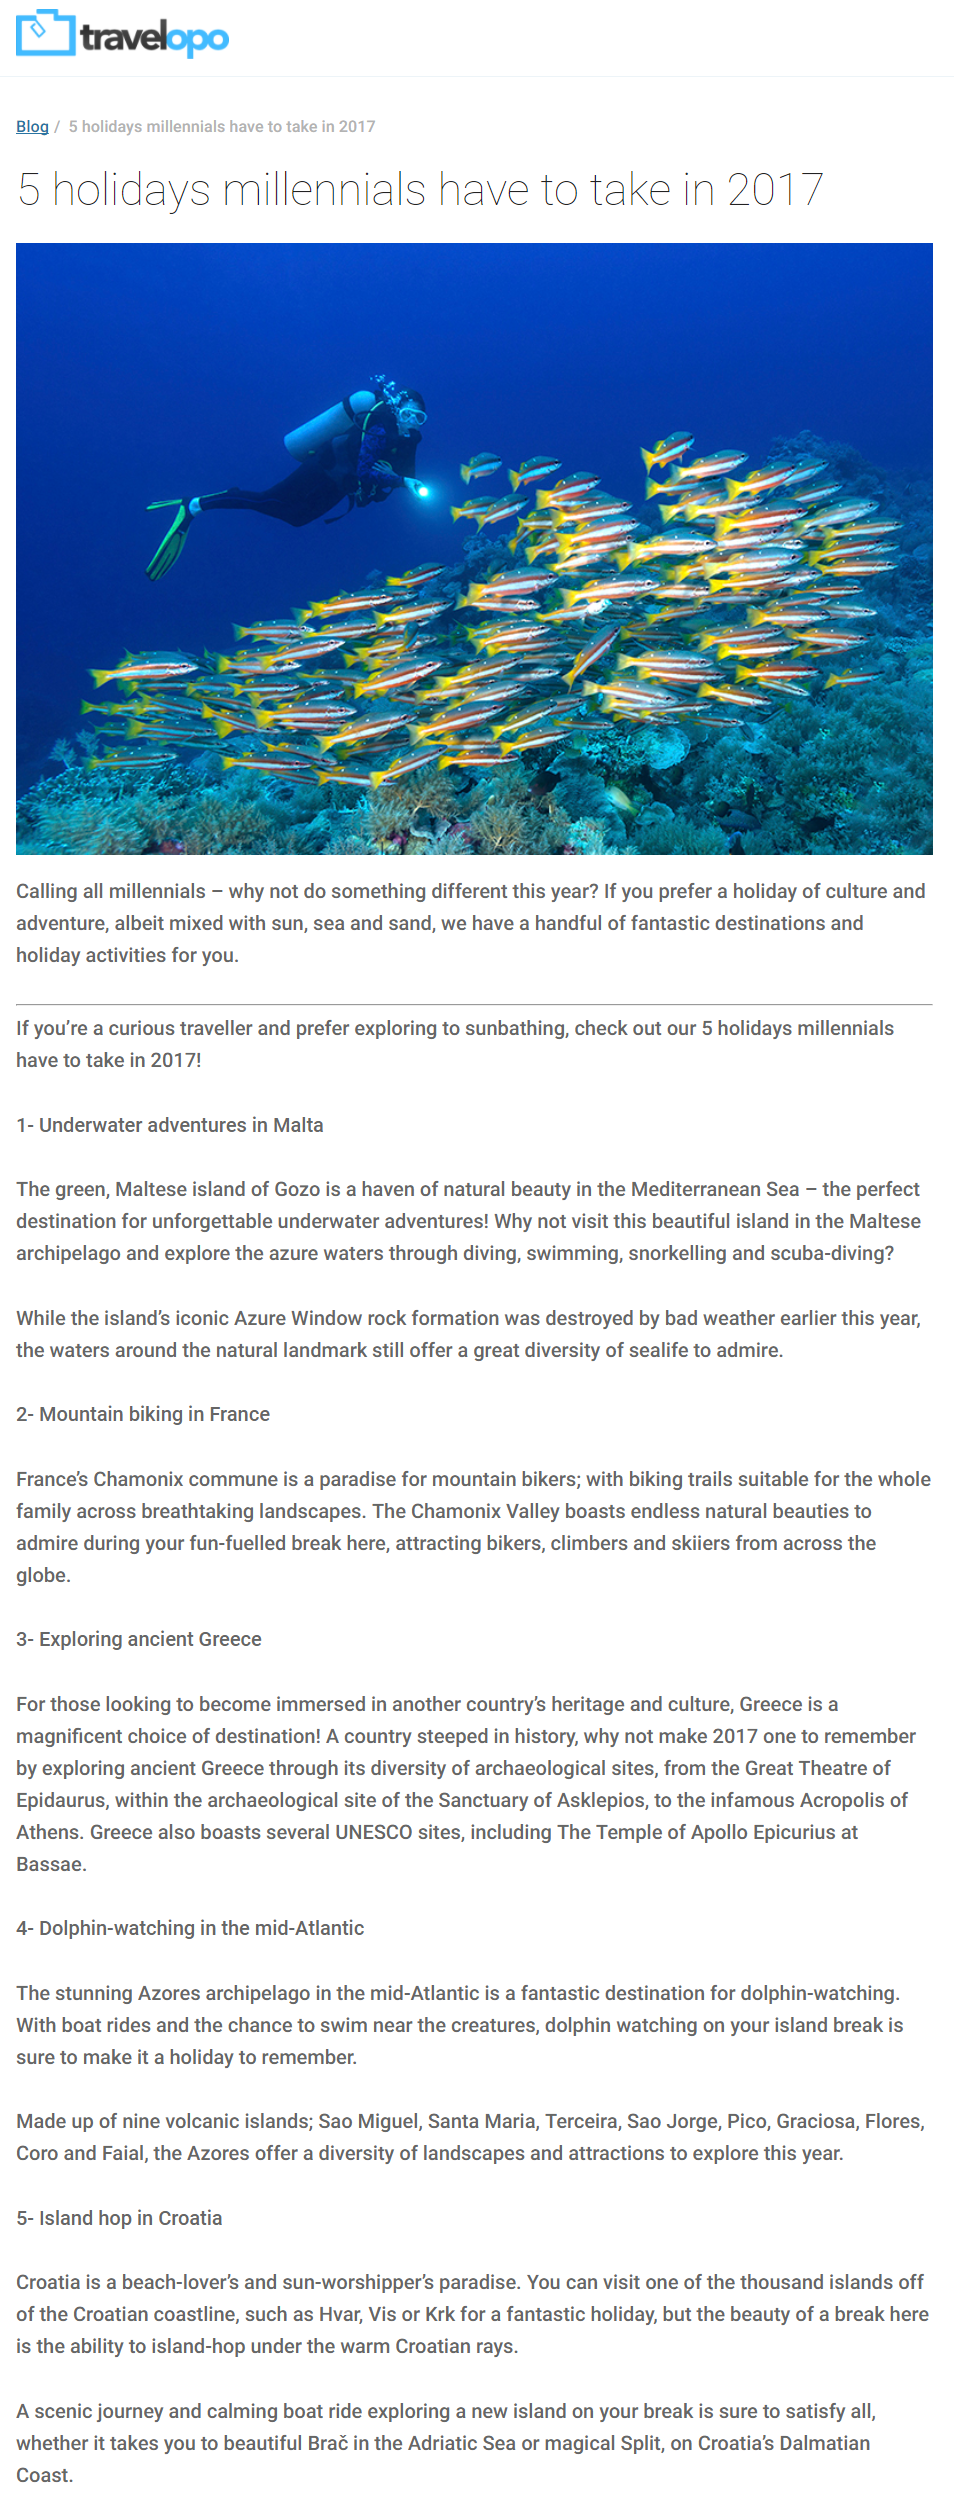 travelopo
Blog / 5 holidays millennials have to take in 2017
5 holidays millennials have to take in 2017
Calling all millennials – why not do something different this year? If you prefer a holiday of culture and
adventure, albeit mixed with sun, sea and sand, we have a handful of fantastic destinations and
holiday activities for you.
If you’re a curious traveller and prefer exploring to sunbathing, check out our 5 holidays millennials
have to take in 2017!
1- Underwater adventures in Malta
The green, Maltese island of Gozo is a haven of natural beauty in the Mediterranean Sea – the perfect
destination for unforgettable underwater adventures! Why not visit this beautiful island in the Maltese
archipelago and explore the azure waters through diving, swimming, snorkelling and scuba-diving?
While the island’s iconic Azure Window rock formation was destroyed by bad weather earlier this year,
the waters around the natural landmark still offer a great diversity of sealife to admire.
2- Mountain biking in France
France’s Chamonix commune is a paradise for mountain bikers; with biking trails suitable for the whole
family across breathtaking landscapes. The Chamonix Valley boasts endless natural beauties to
admire during your fun-fuelled break here, attracting bikers, climbers and skiiers from across the
globe.
3- Exploring ancient Greece
For those looking to become immersed in another country’s heritage and culture, Greece is a
magnificent choice of destination! A country steeped in history, why not make 2017 one to remember
by exploring ancient Greece through its diversity of archaeological sites, from the Great Theatre of
Epidaurus, within the archaeological site of the Sanctuary of Asklepios, to the infamous Acropolis of
Athens. Greece also boasts several UNESCO sites, including The Temple of Apollo Epicurius at
Bassae.
4- Dolphin-watching in the mid-Atlantic
The stunning Azores archipelago in the mid-Atlantic is a fantastic destination for dolphin-watching.
With boat rides and the chance to swim near the creatures, dolphin watching on your island break is
sure to make it a holiday to remember.
Made up of nine volcanic islands; Sao Miguel, Santa Maria, Terceira, Sao Jorge, Pico, Graciosa, Flores,
Coro and Faial, the Azores offer a diversity of landscapes and attractions to explore this year.
5- Island hop in Croatia
Croatia is a beach-lover’s and sun-worshipper’s paradise. You can visit one of the thousand islands off
of the Croatian coastline, such as Hvar, Vis or Krk for a fantastic holiday, but the beauty of a break here
is the ability to island-hop under the warm Croatian rays.
A scenic journey and calming boat ride exploring a new island on your break is sure to satisfy all,
whether it takes you to beautiful Brač in the Adriatic Sea or magical Split, on Croatia’s Dalmatian
Coast.